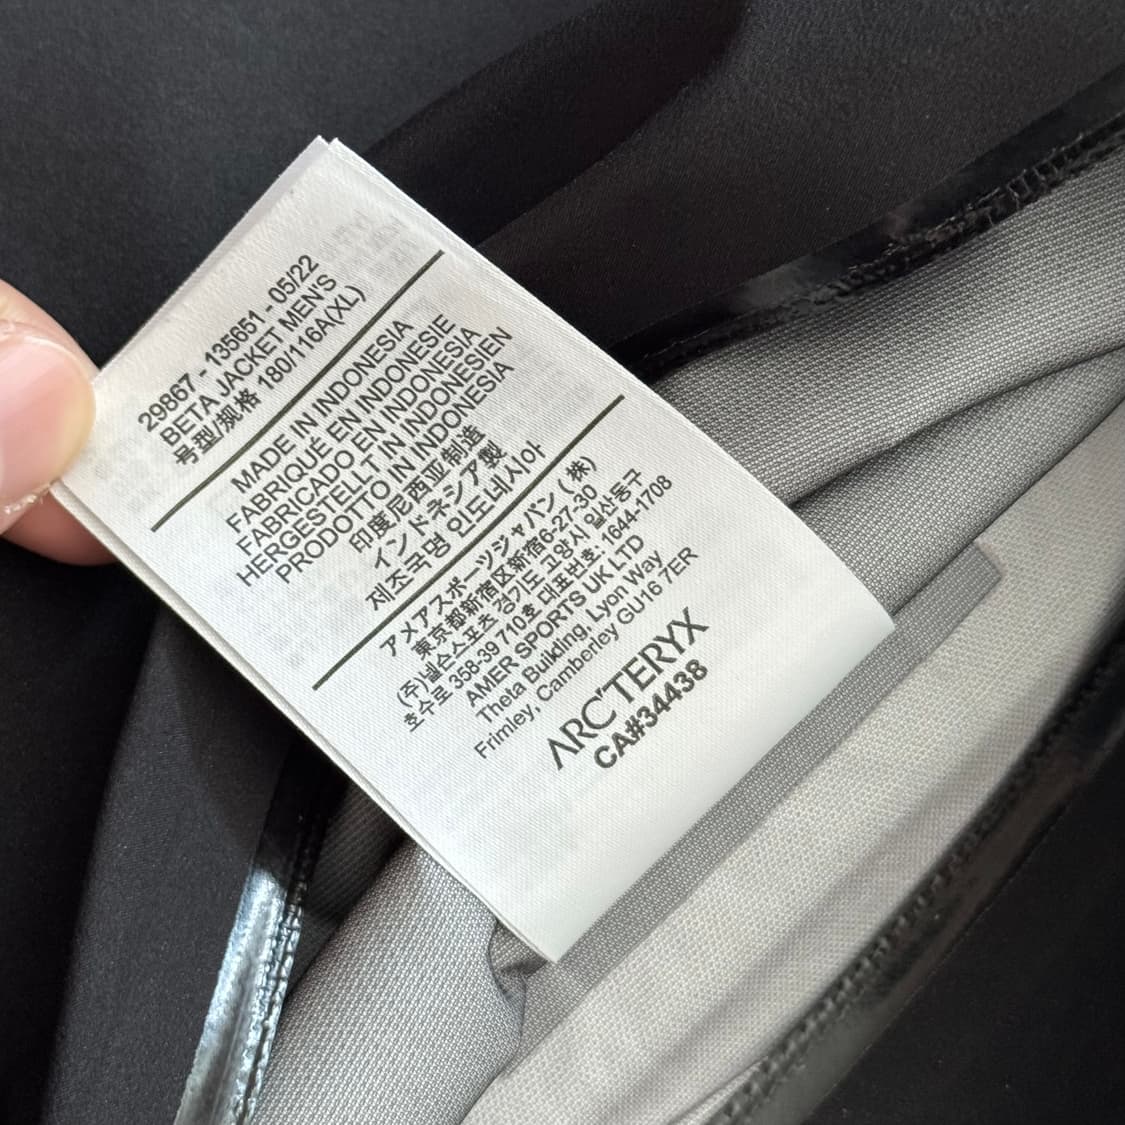 29867 - 135651 - 05/22
BETA JACKET MEN'S
号型/规格 180/116A(XL)
MADE IN INDONESIA
FABRIQUÉ EN INDONESIE
FABRICADO EN INDONESIA
HERGESTELLT IN INDONESIEN
PRODOTTO IN INDONESIA
印度尼西亚制造
インドネシア製
제조국명 인도네시아
アメアスポーツジャパン(株)
東京都新宿区新宿6-27-30
(주)넬슨스포츠 경기도 고양시 일산동구
호수로 358-39 710호 대표번호: 1644-1708
AMER SPORTS UK LTD
Theta Building, Lyon Way
Frimley, Camberley GU16 7ER
ARC'TERYX
CA#34438